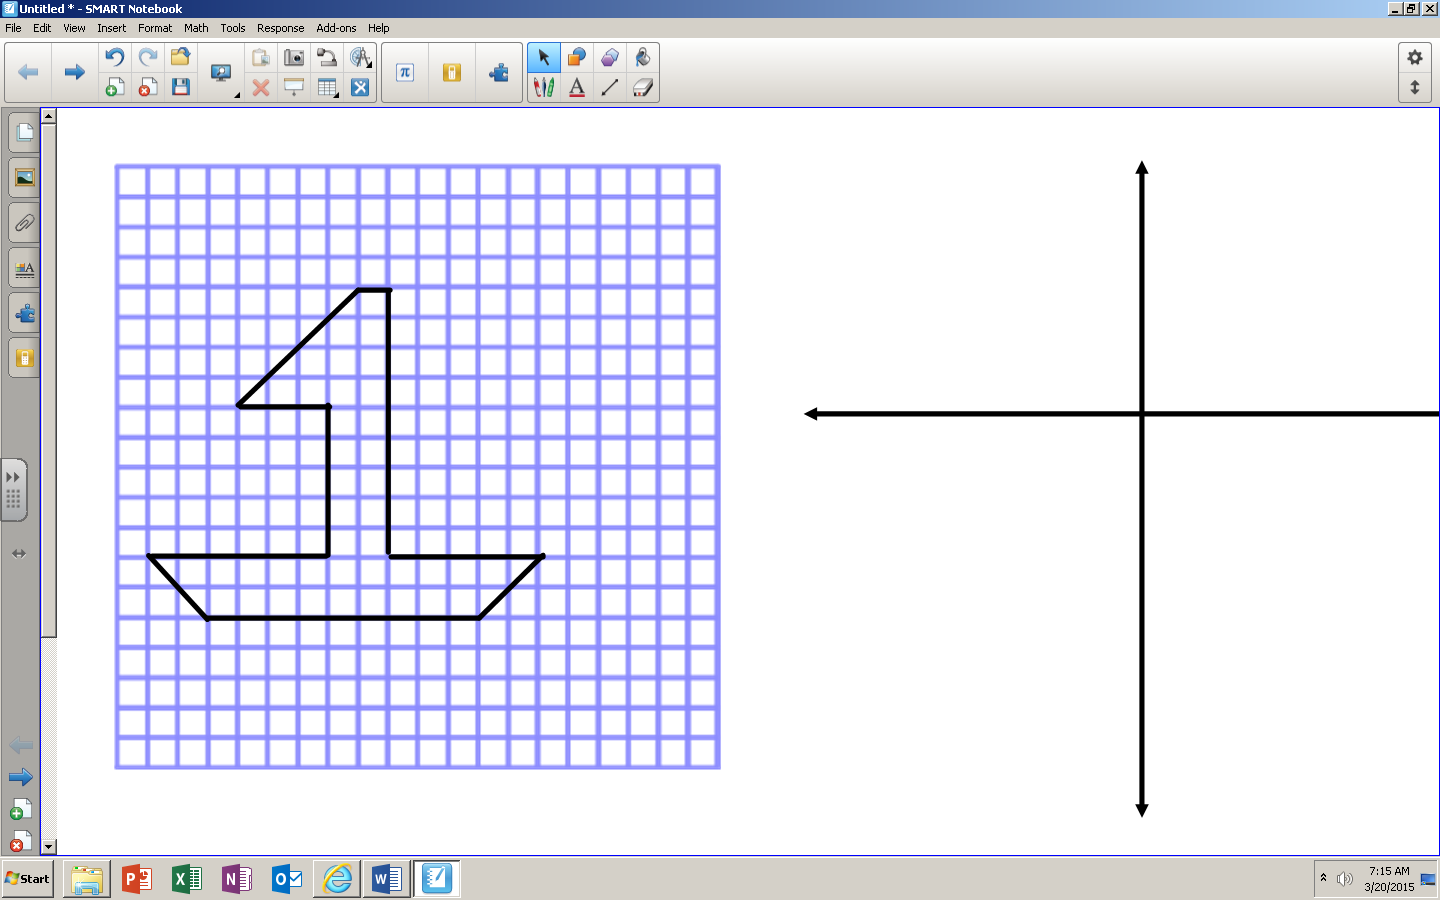 Untitled * - SMART Notebook
File Edit View Insert Format Math Tools Response Add-ons Help
π
A
A
P X N O W
Start
7:15 AM
3/20/2015